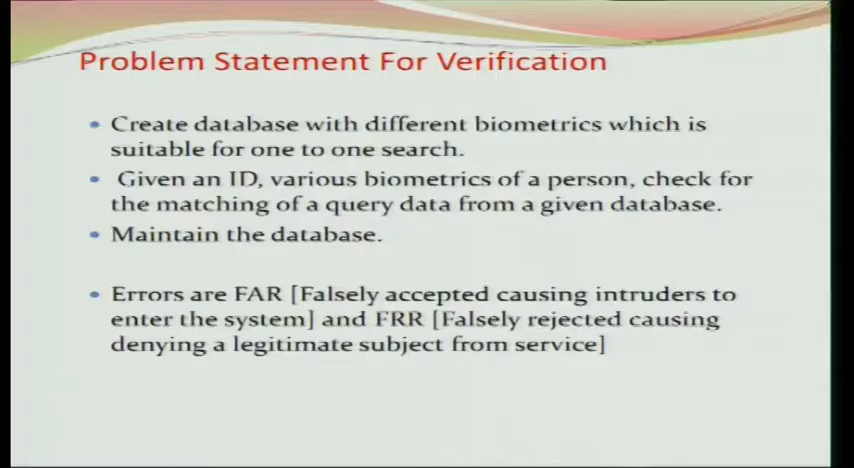 Problem Statement For Verification
Create database with different biometrics which is
suitable for one to one search.
Given an ID, various biometrics of a person, check for
the matching of a query data from a given database.
Maintain the database.
Errors are FAR [Falsely accepted causing intruders to
enter the system] and FRR [Falsely rejected causing
denying a legitimate subject from service]